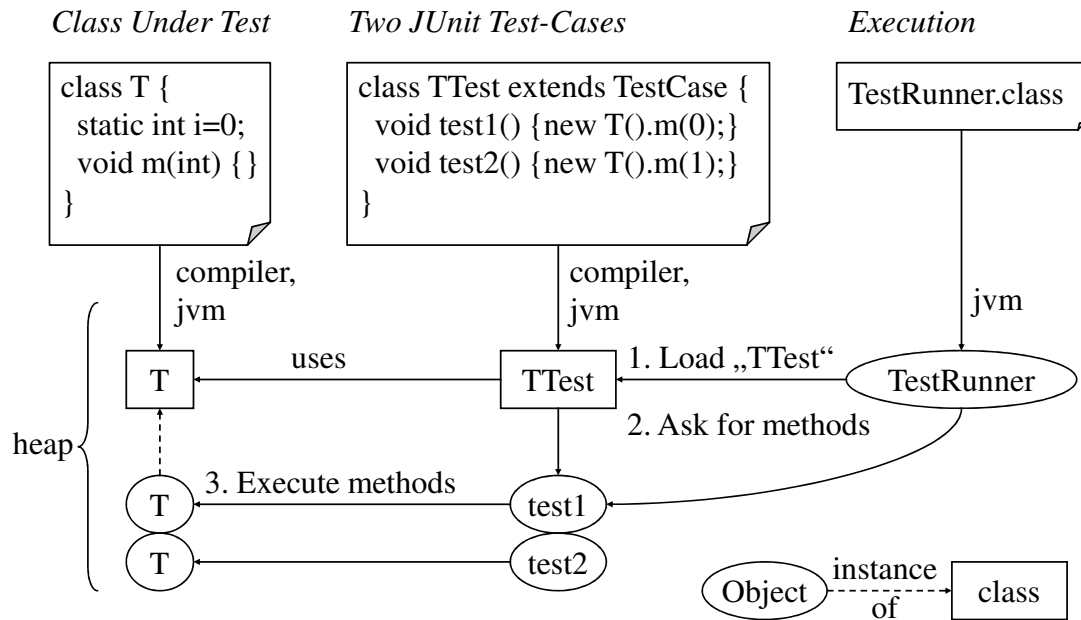 Class Under Test
Two JUnit Test-Cases
Execution
class T {
static int i=0;
void m(int) {}
}
class TTest extends TestCase {
void test1() {new T().m(0);}
void test2() {new T().m(1);}
}
TestRunner.class
compiler,
jvm
compiler,
jvm
jvm
T
uses
TTest
1. Load „TTest“
TestRunner
2. Ask for methods
heap
T
3. Execute methods
test1
T
test2
Object
instance
of
class